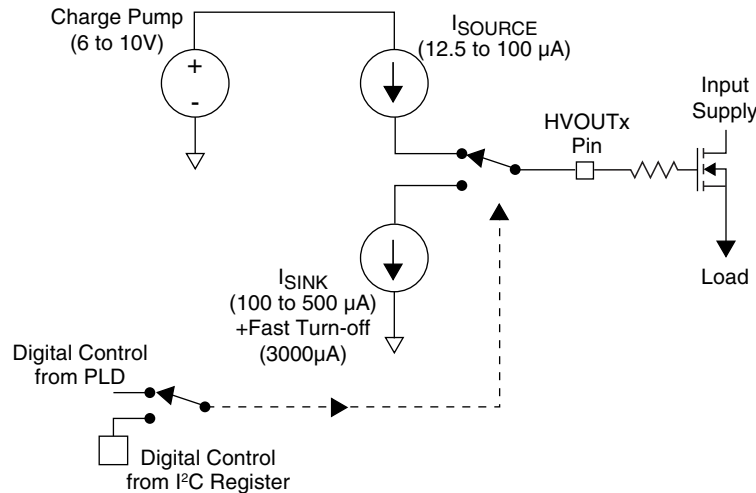 Charge Pump
(6 to 10V)
+
-
ISOURCE
(12.5 to 100 µA)
Input
Supply
HVOUTx
Pin
Load
ISINK
(100 to 500 µA)
+Fast Turn-off
(3000µA)
Digital Control
from PLD
Digital Control
from I²C Register